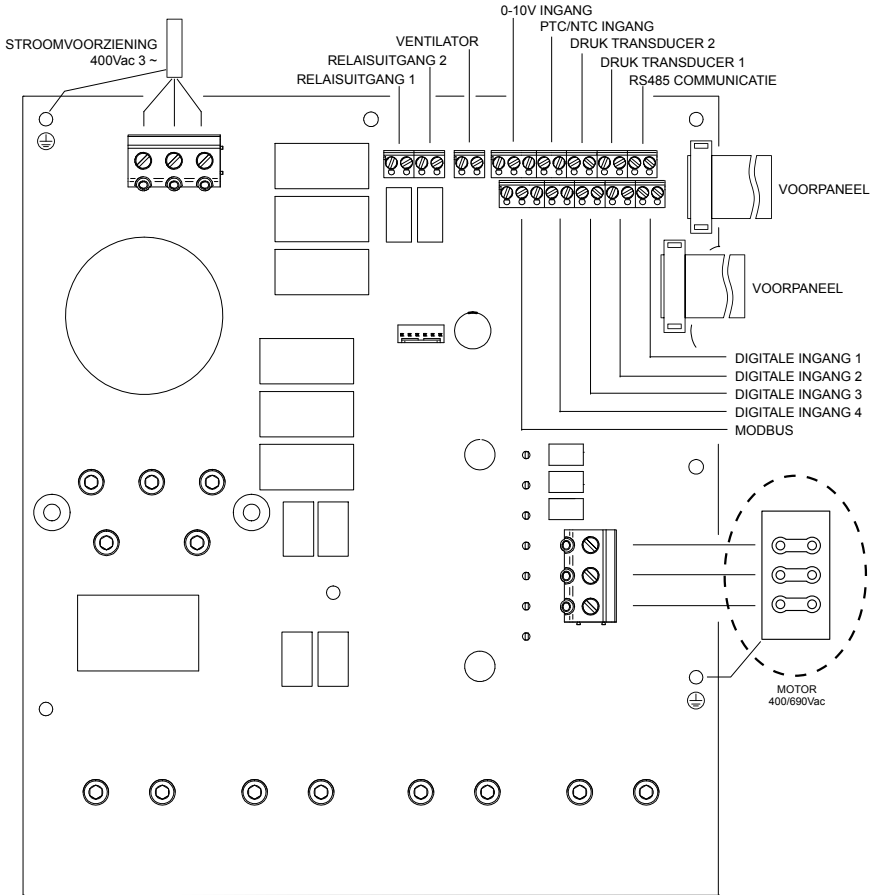 0-10V INGANG
PTC/NTC INGANG
STROOMVOORZIENING
400Vac 3 ~
VENTILATOR
DRUK TRANSDUCER 2
RELAISUITGANG 2
DRUK TRANSDUCER 1
RELAISUITGANG 1
RS485 COMMUNICATIE
VOORPANEEL
VOORPANEEL
DIGITALE INGANG 1
DIGITALE INGANG 2
DIGITALE INGANG 3
DIGITALE INGANG 4
MODBUS
MOTOR
400/690Vac